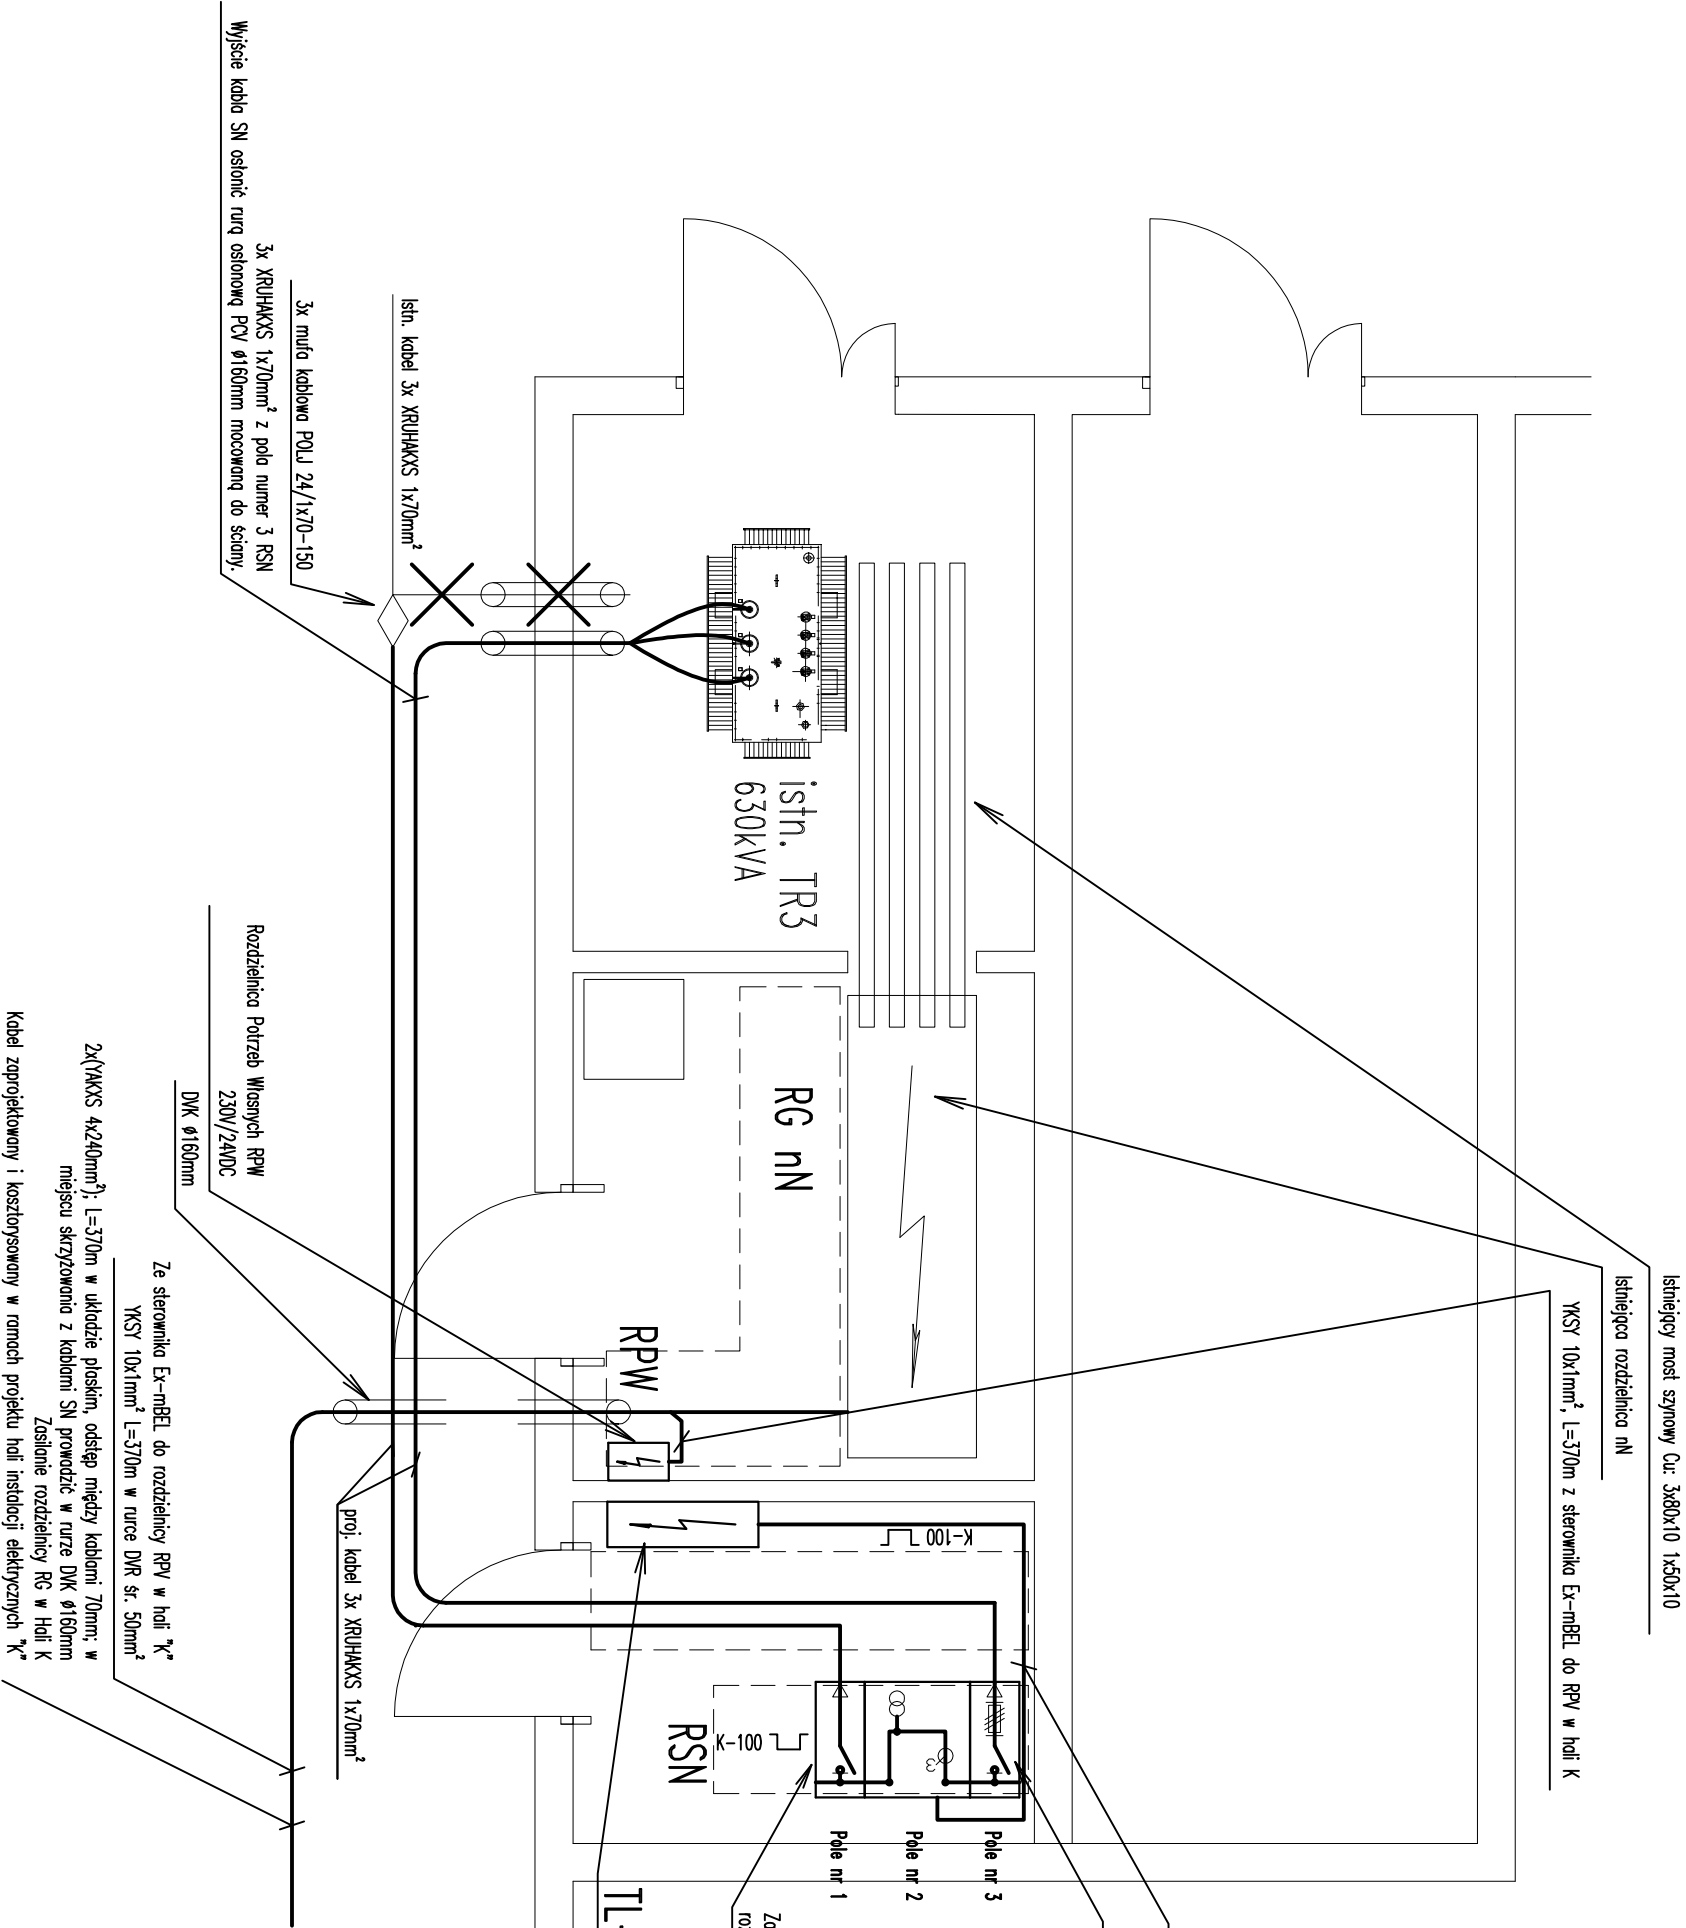 Istniejący most szynowy Cu: 3x80x10 1x50x10
Istniejąca rozdzielnica nN
YKSY 10x1mm², L=370m z sterownika Ex-mBEL do RPV w hali K
istn. TR3
630kVA
RG nN
RPW
RSN
K-100
K-100
Pole nr 3
Pole nr 2
Pole nr 1
TL.
Istn. kabel 3x XRUHAKXS 1x70mm²
3x mufa kablowa POLJ 24/1x70-150
3x XRUHAKXS 1x70mm² z pola numer 3 RSN
Wyjście kabla SN osłonić rurą osłonową PCV ø160mm mocowaną do ściany.
proj. kabel 3x XRUHAKXS 1x70mm²
Rozdzielnica Potrzeb Własnych RPW
230V/24VDC
DVK ø160mm
Ze sterownika Ex-mBEL do rozdzielnicy RPV w hali "K"
YKSY 10x1mm² L=370m w rurce DVR śr. 50mm²
2x(YAKXS 4x240mm²); L=370m w układzie płaskim, odstęp między kablami 70mm; w
miejscu skrzyżowania z kablami SN prowadzić w rurze DVK ø160mm
Zasilanie rozdzielnicy RG w Hali K
Kabel zaprojektowany i kosztorysowany w ramach projektu hali instalacji elektrycznych "K"